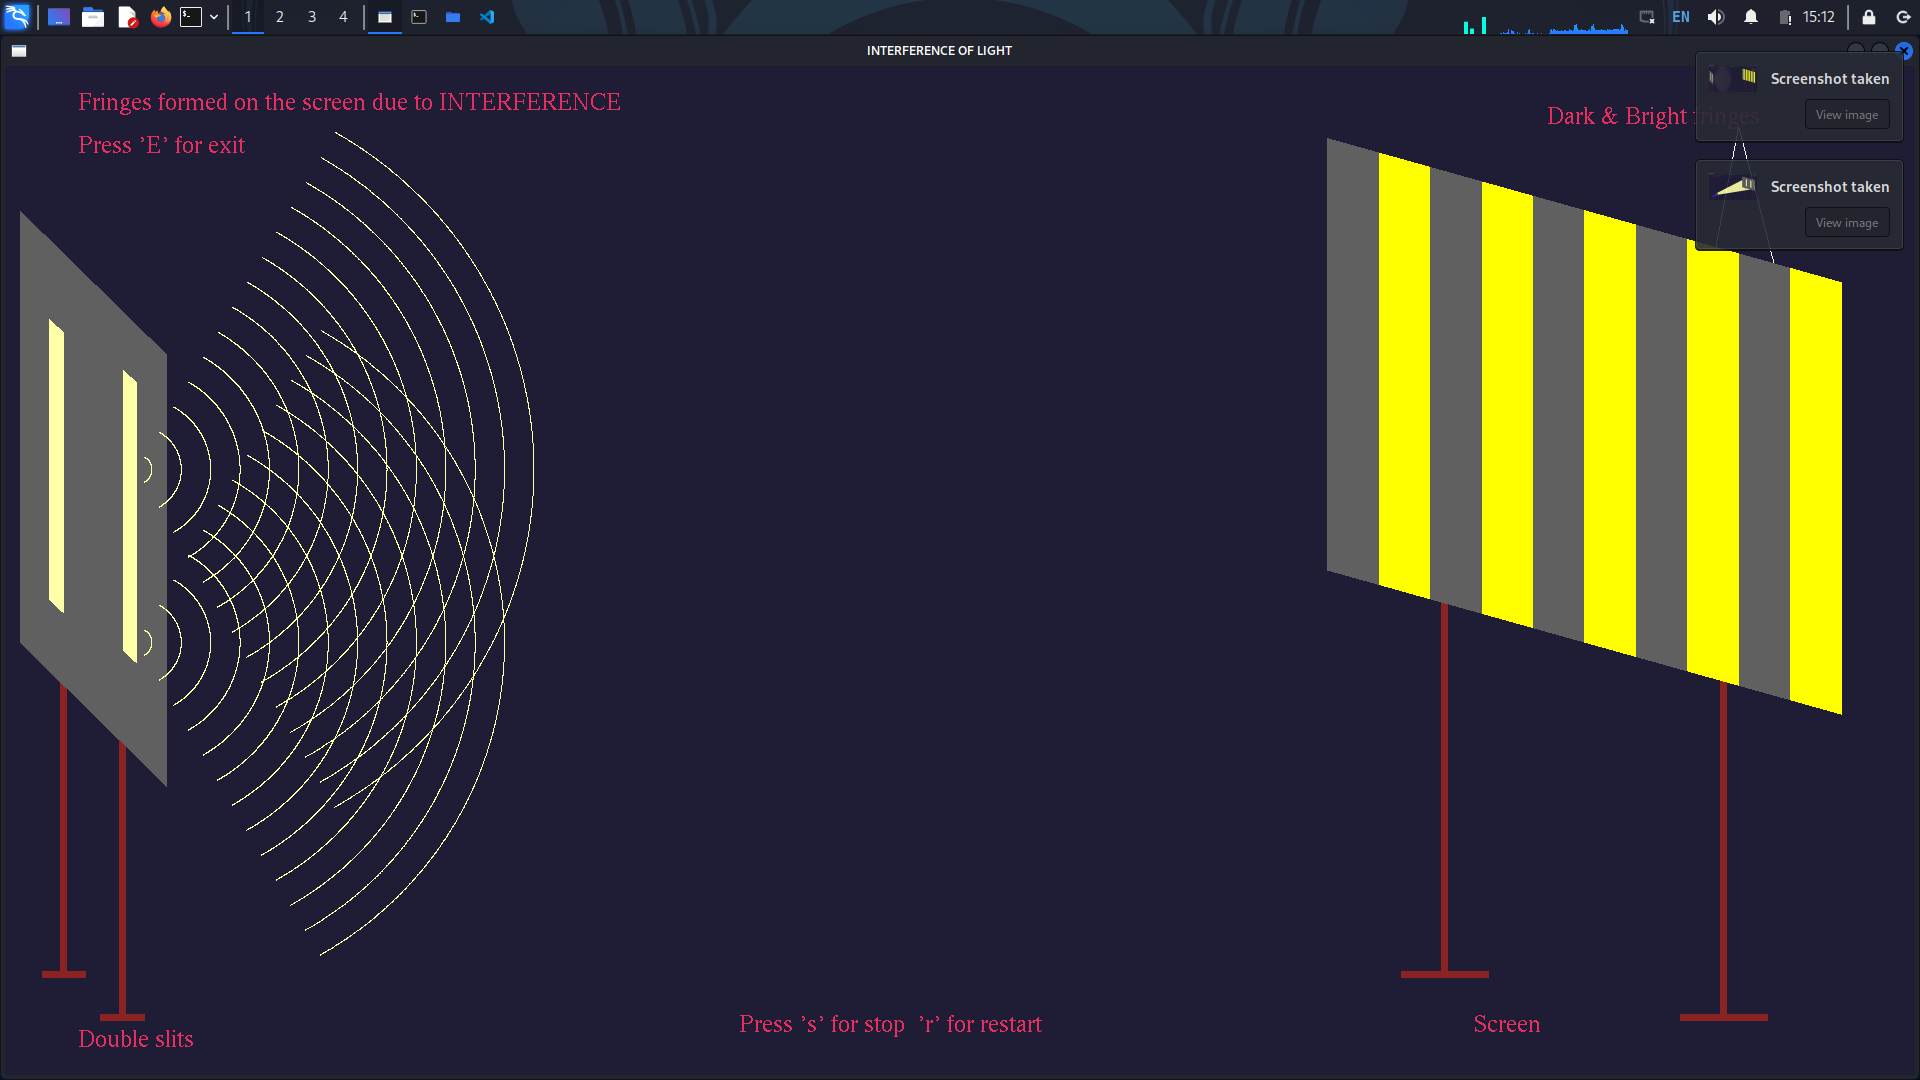 1 2 3 4 EN 15:12
INTERFERENCE OF LIGHT
Fringes formed on the screen due to INTERFERENCE
Press ’E’ for exit
Dark & Bright fringes
Screenshot taken
View image
Screenshot taken
View image
Double slits
Press ’s’ for stop ’r’ for restart
Screen